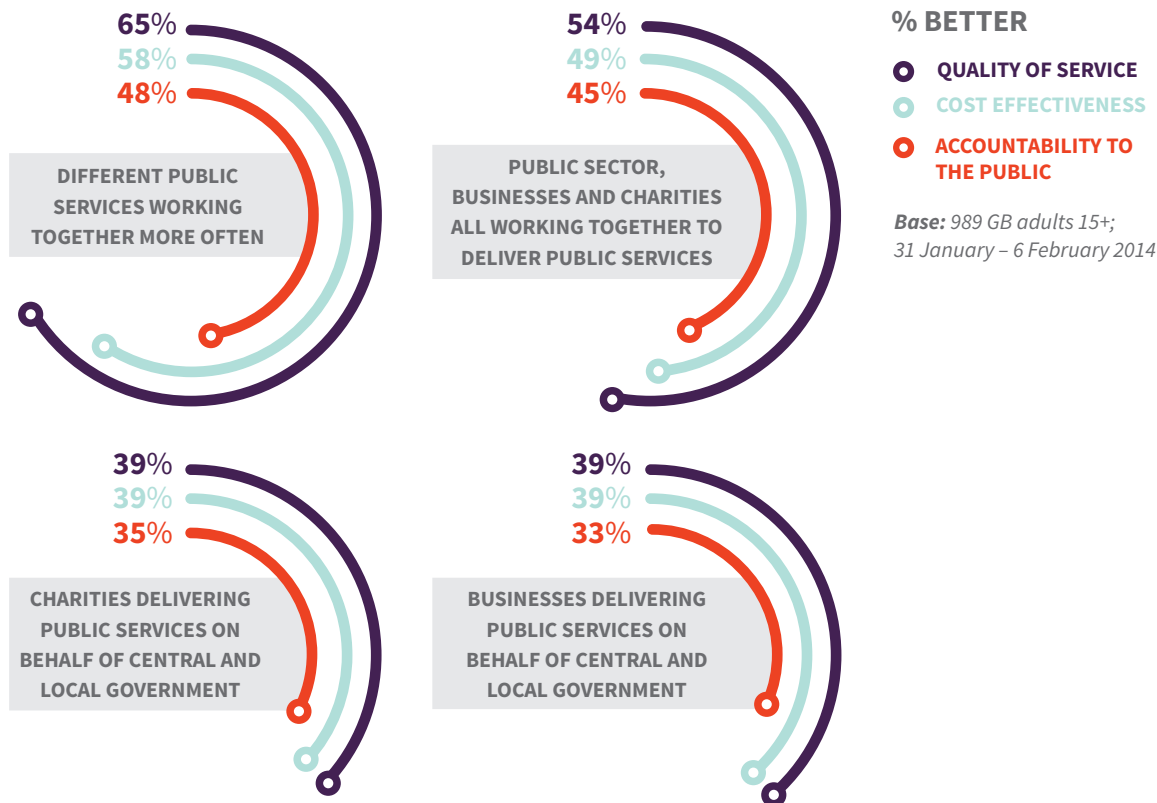 65%
58%
48%
DIFFERENT PUBLIC
SERVICES WORKING
TOGETHER MORE OFTEN
54%
49%
45%
PUBLIC SECTOR,
BUSINESSES AND CHARITIES
ALL WORKING TOGETHER TO
DELIVER PUBLIC SERVICES
% BETTER
QUALITY OF SERVICE
COST EFFECTIVENESS
ACCOUNTABILITY TO
THE PUBLIC
Base: 989 GB adults 15+;
31 January – 6 February 2014
39%
39%
35%
CHARITIES DELIVERING
PUBLIC SERVICES ON
BEHALF OF CENTRAL AND
LOCAL GOVERNMENT
39%
39%
33%
BUSINESSES DELIVERING
PUBLIC SERVICES ON
BEHALF OF CENTRAL AND
LOCAL GOVERNMENT